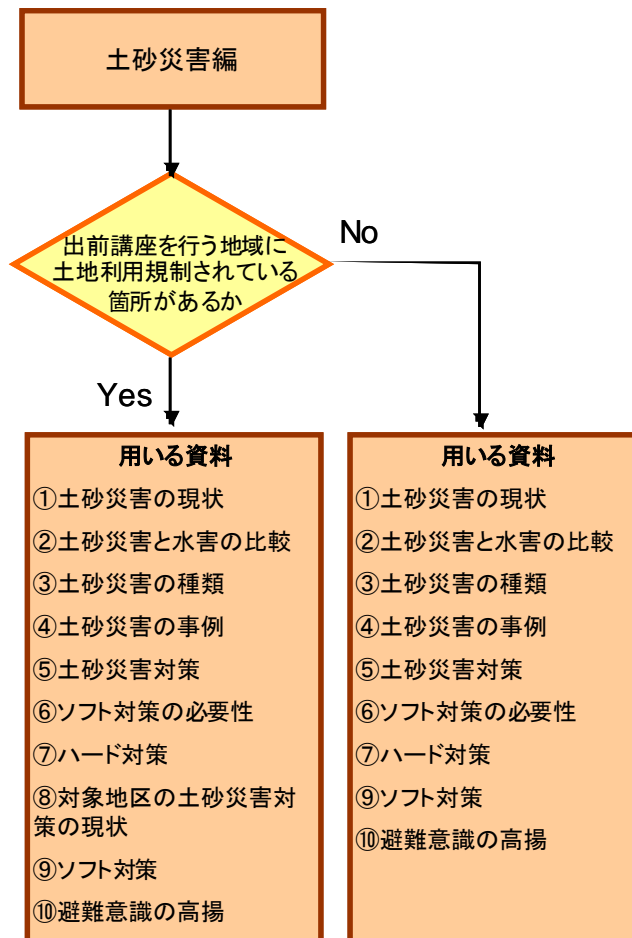 土砂災害編
出前講座を行う地域に
土地利用規制されている
箇所があるか
No
Yes
用いる資料
①土砂災害の現状
②土砂災害と水害の比較
③土砂災害の種類
④土砂災害の事例
⑤土砂災害対策
⑥ソフト対策の必要性
⑦ハード対策
⑧対象地区の土砂災害対
策の現状
⑨ソフト対策
⑩避難意識の高揚
用いる資料
①土砂災害の現状
②土砂災害と水害の比較
③土砂災害の種類
④土砂災害の事例
⑤土砂災害対策
⑥ソフト対策の必要性
⑦ハード対策
⑨ソフト対策
⑩避難意識の高揚